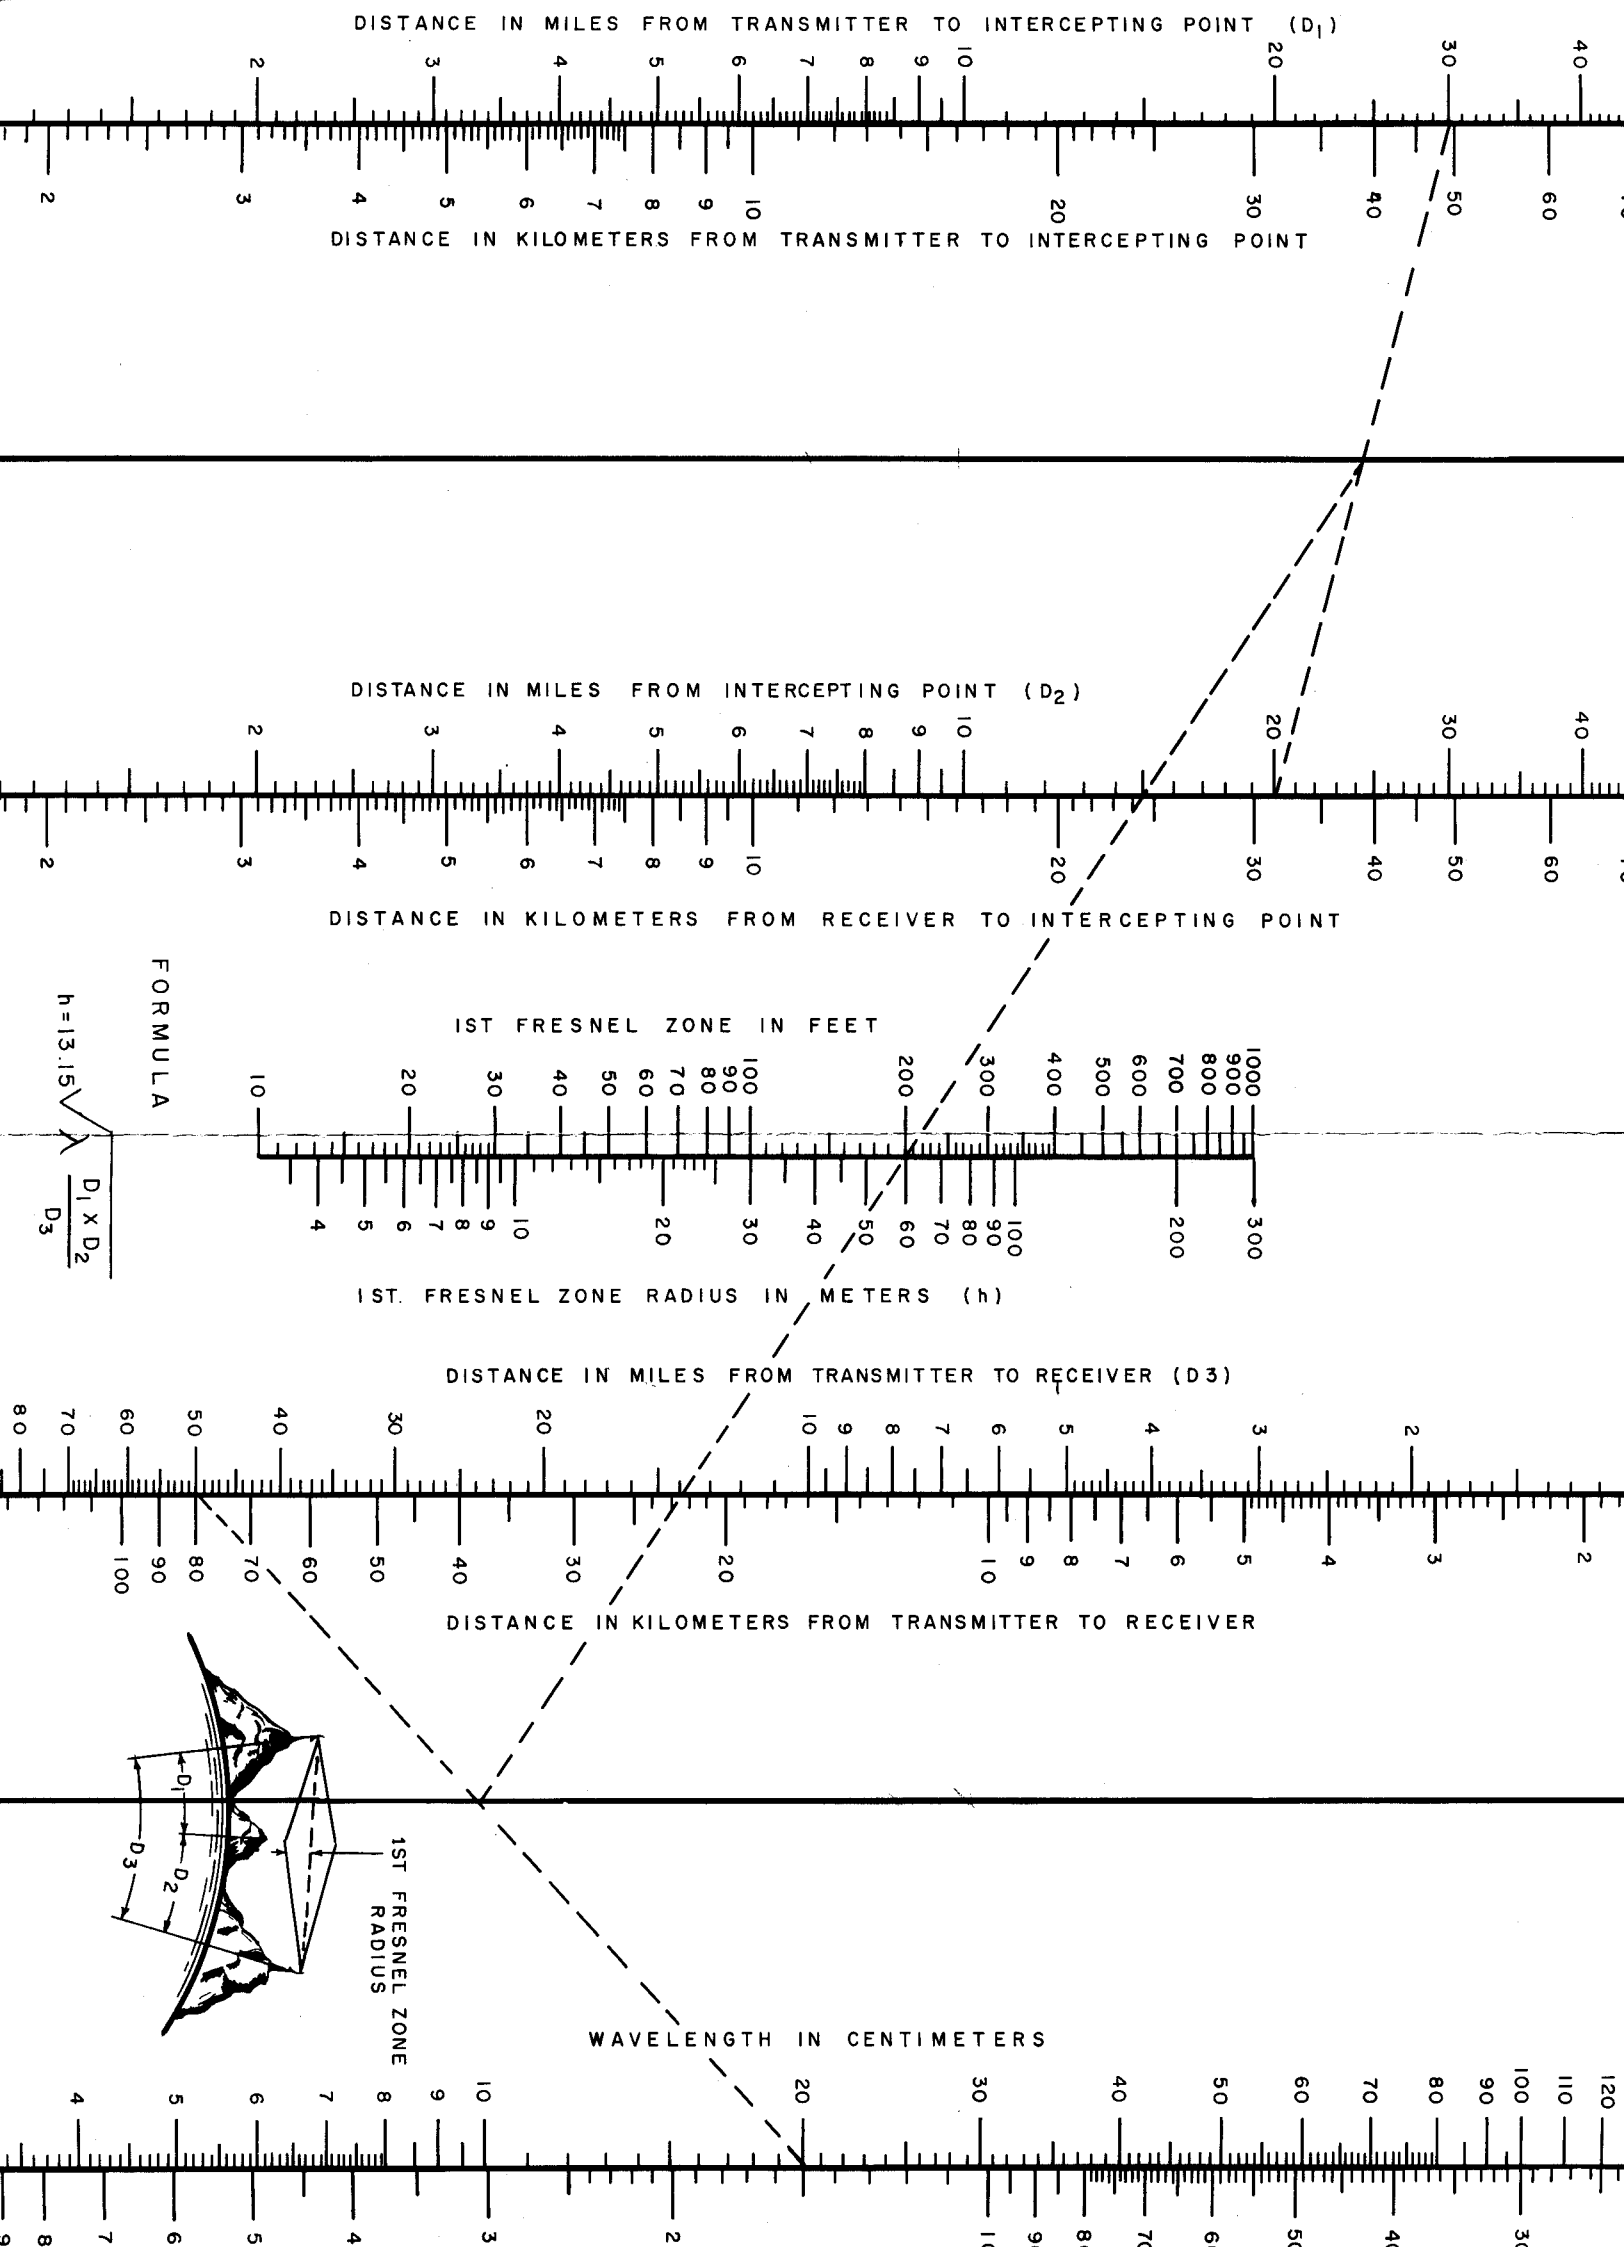 DISTANCE IN MILES FROM TRANSMITTER TO INTERCEPTING POINT (D₁)
2 3 4 5 6 7 8 9 10 20 30 40
2 3 4 5 6 7 8 9 10 20 30 40 50 60
DISTANCE IN KILOMETERS FROM TRANSMITTER TO INTERCEPTING POINT
DISTANCE IN MILES FROM INTERCEPTING POINT (D₂)
2 3 4 5 6 7 8 9 10 20 30 40
2 3 4 5 6 7 8 9 10 20 30 40 50 60
DISTANCE IN KILOMETERS FROM RECEIVER TO INTERCEPTING POINT
FORMULA
h=13.15√λ D₁ X D₂
D₃
1ST FRESNEL ZONE IN FEET
10 20 30 40 50 60 70 80 90 100 200 300 400 500 600 700 800 900 1000
4 5 6 7 8 9 10 20 30 40 50 60 70 80 90 100 200 300
1ST. FRESNEL ZONE RADIUS IN METERS (h)
DISTANCE IN MILES FROM TRANSMITTER TO RECEIVER (D3)
80 70 60 50 40 30 20 10 9 8 7 6 5 4 3 2
100 90 80 70 60 50 40 30 20 10 9 8 7 6 5 4 3 2
DISTANCE IN KILOMETERS FROM TRANSMITTER TO RECEIVER
D₁
D₂
D₃
1ST FRESNEL ZONE
RADIUS
WAVELENGTH IN CENTIMETERS
4 5 6 7 8 9 10 20 30 40 50 60 70 80 90 100 110 120
9 8 7 6 5 4 3 2